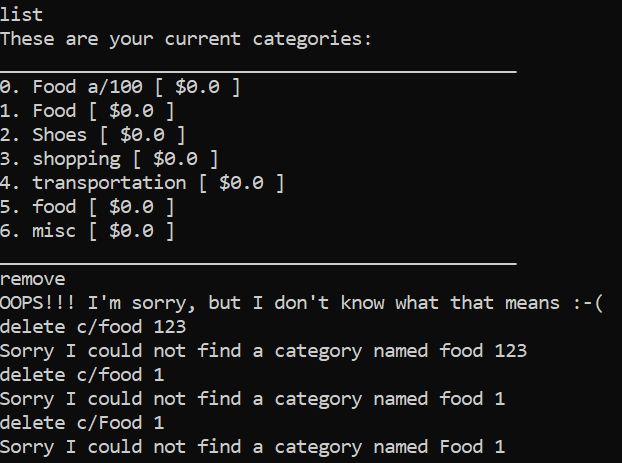 list
These are your current categories:
_______________________________________________
0. Food a/100 [ $0.0 ]
1. Food [ $0.0 ]
2. Shoes [ $0.0 ]
3. shopping [ $0.0 ]
4. transportation [ $0.0 ]
5. food [ $0.0 ]
6. misc [ $0.0 ]
_______________________________________________
remove
OOPS!!! I'm sorry, but I don't know what that means :-(
delete c/food 123
Sorry I could not find a category named food 123
delete c/food 1
Sorry I could not find a category named food 1
delete c/Food 1
Sorry I could not find a category named Food 1